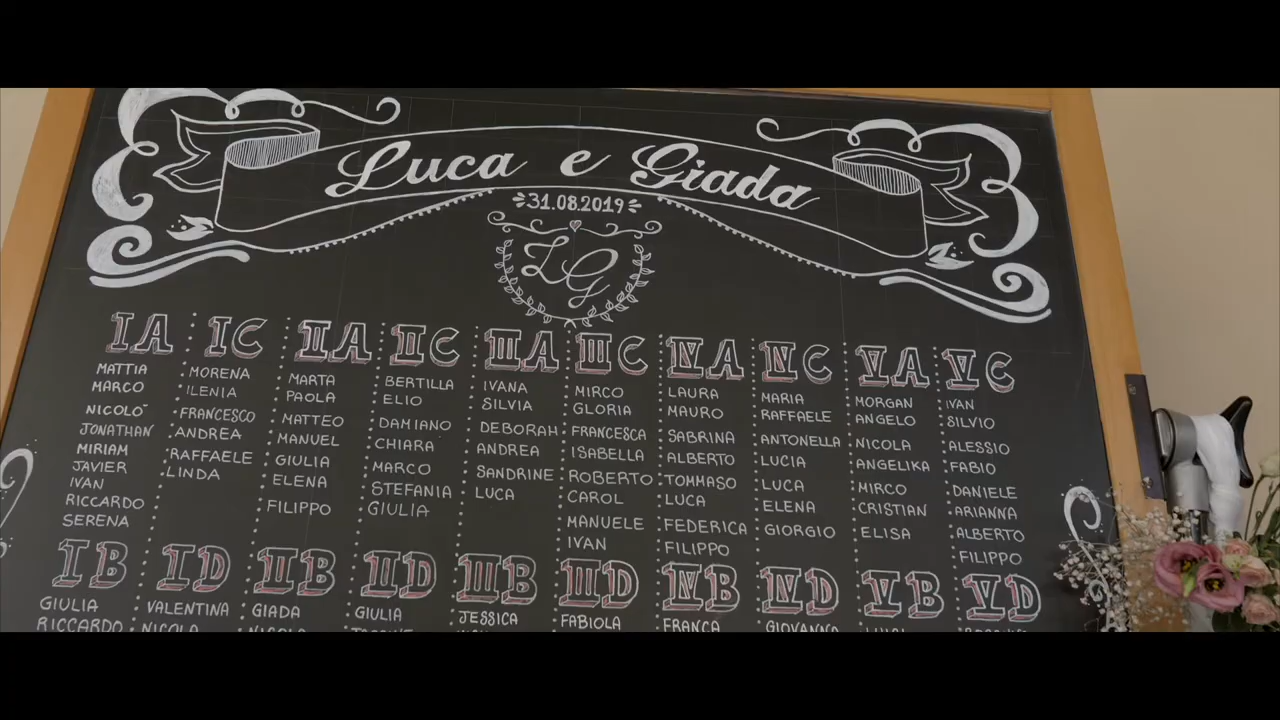 Luca e Giada
31.08.2019
LG
IA IC IIA IIC IIIA IIIC IVA IVC VA VC
MATTIA MORENA MARTA BERTILLA IVANA MIRCO LAURA MARIA MORGAN IVAN
MARCO ILENIA PAOLA ELIO SILVIA GLORIA MAURO RAFFAELE ANGELO SILVIO
NICOLO' FRANCESCO MATTEO DAMIANO DEBORAH FRANCESCA SABRINA ANTONELLA NICOLA ALESSIO
JONATHAN ANDREA MANUEL CHIARA ANDREA ISABELLA ALBERTO LUCIA ANGELIKA FABIO
MIRIAM RAFFAELE GIULIA MARCO SANDRINE ROBERTO TOMMASO LUCA MIRCO DANIELE
JAVIER LINDA ELENA STEFANIA LUCA CAROL LUCA ELENA CRISTIAN ARIANNA
IVAN FILIPPO GIULIA MANUELE FEDERICA GIORGIO ELISA ALBERTO
RICCARDO IVAN FILIPPO FILIPPO
SERENA
IB ID IIB IID IIIB IIID IVB IVD VB VD
GIULIA VALENTINA GIADA GIULIA JESSICA FABIOLA FRANCA GIOVANNA
RICCARDO NICOLA NICOLA